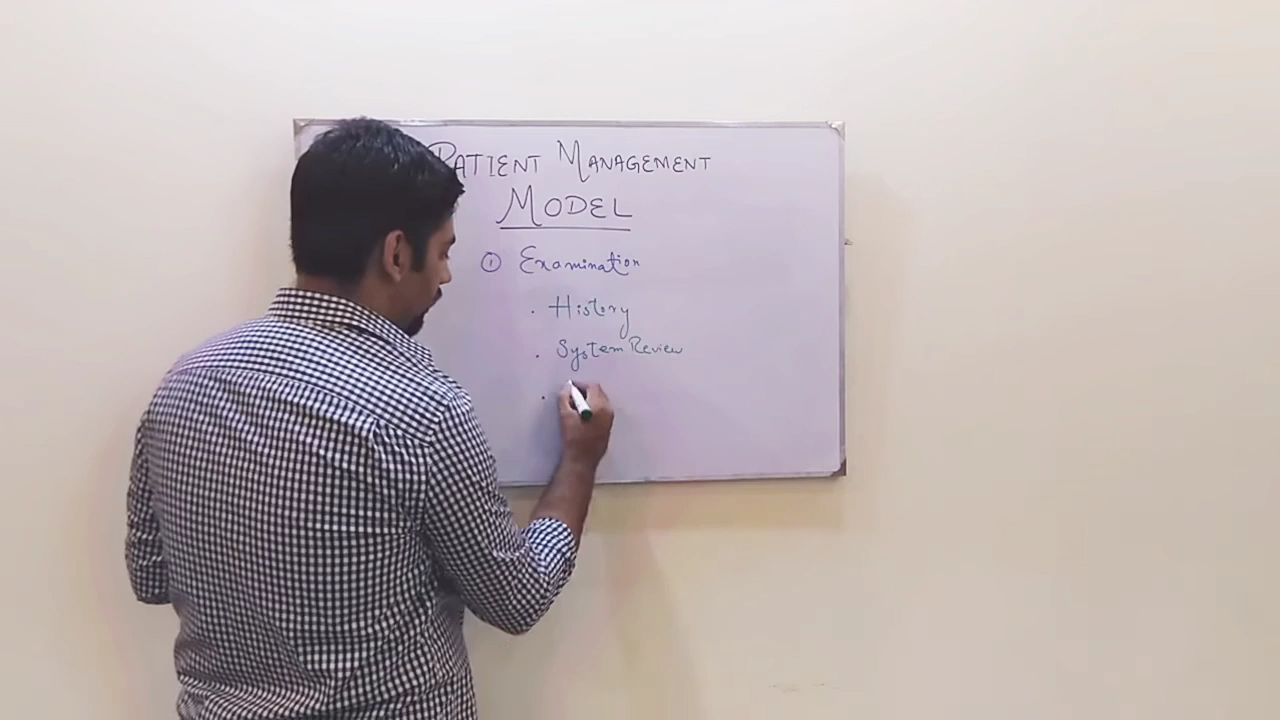 PATIENT MANAGEMENT
MODEL
① Examination
· History
· System Review
·